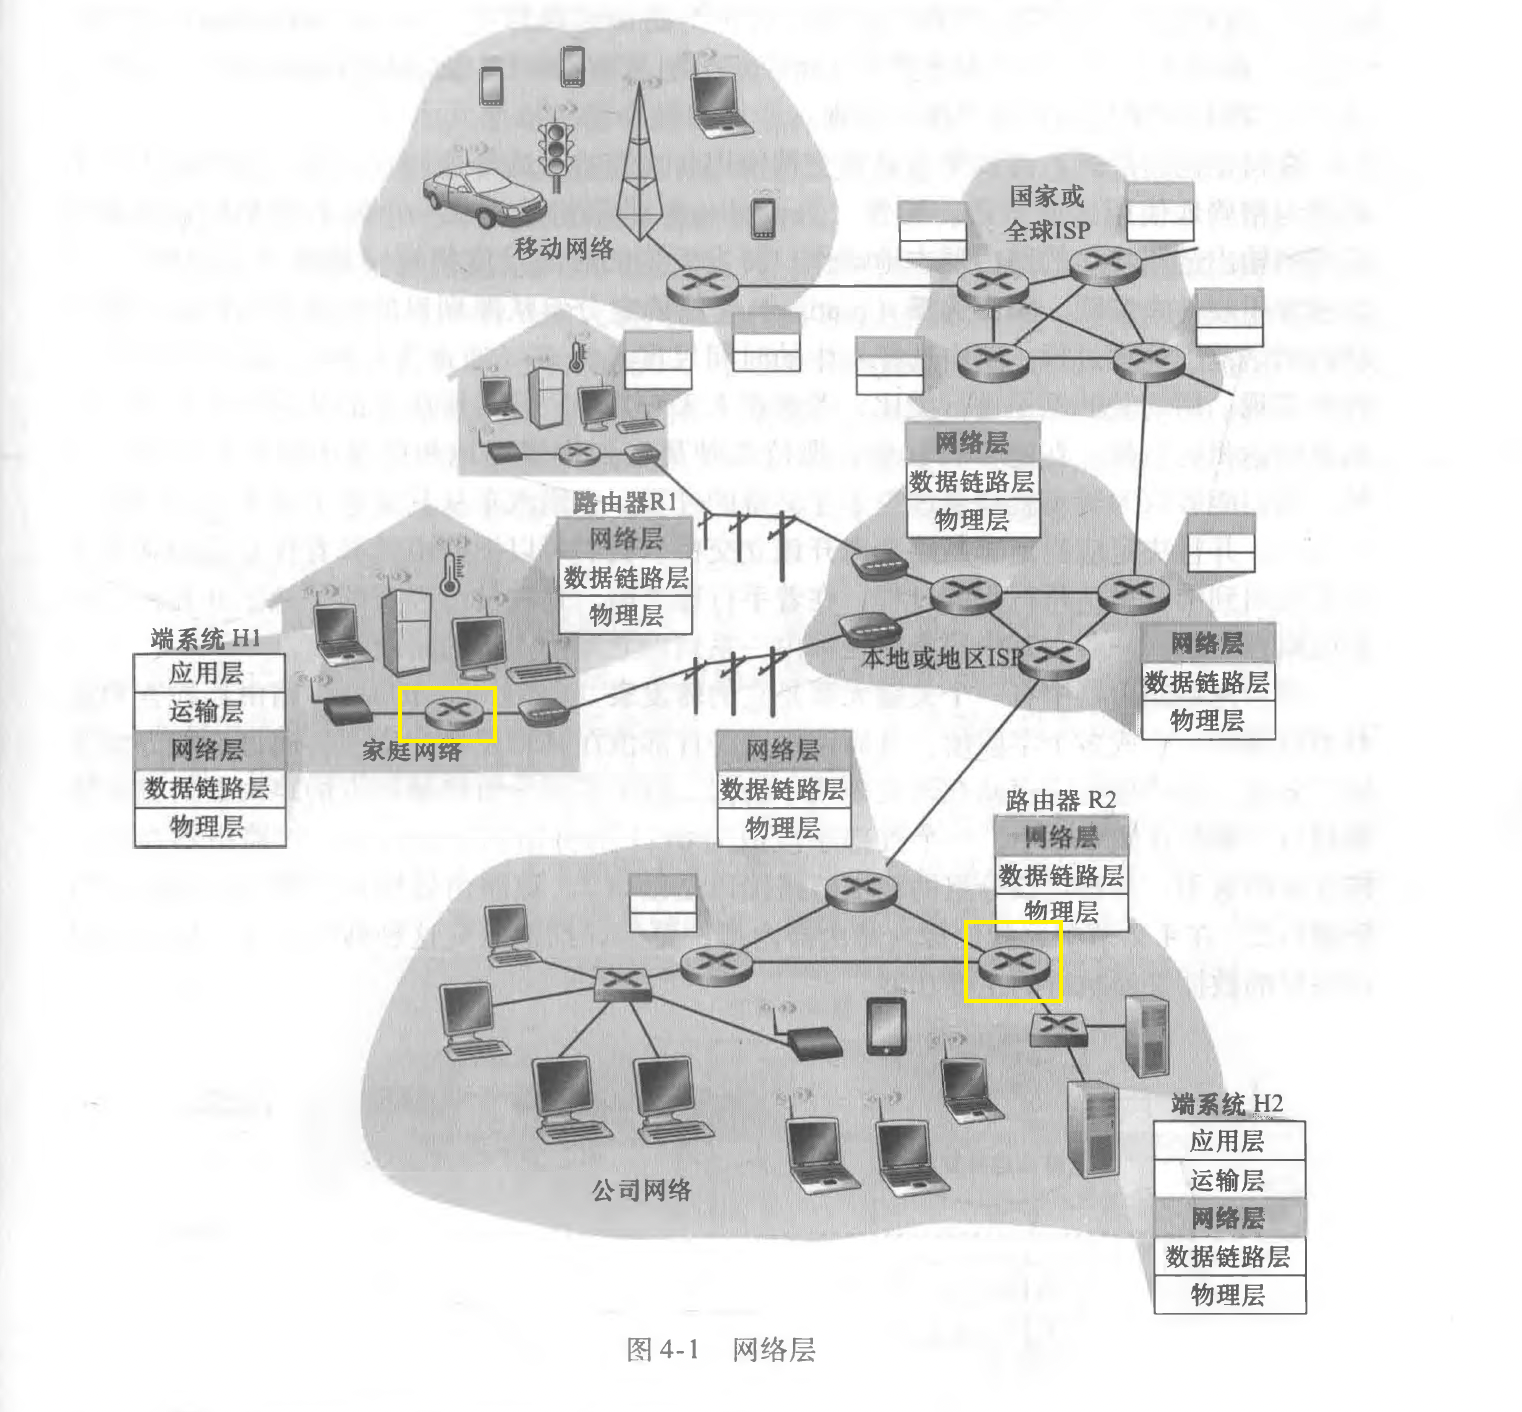 移动网络
国家或
全球ISP
网络层
数据链路层
物理层
路由器R1
网络层
数据链路层
物理层
端系统 H1
应用层
运输层
网络层
数据链路层
物理层
家庭网络
本地或地区ISP
网络层
数据链路层
物理层
网络层
数据链路层
物理层
路由器 R2
网络层
数据链路层
物理层
公司网络
端系统 H2
应用层
运输层
网络层
数据链路层
物理层
图 4-1 网络层